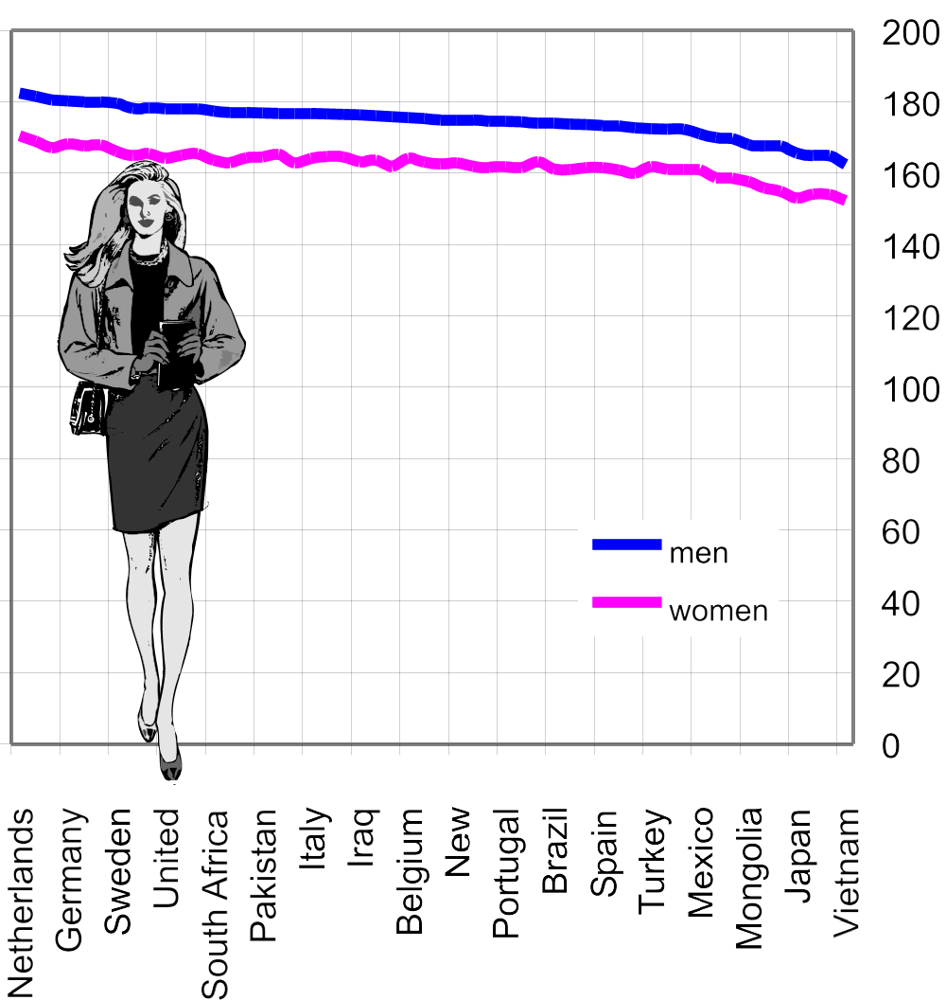 200
180
160
140
120
100
80
60
40
20
0
men
women
Netherlands
Germany
Sweden
United
South Africa
Pakistan
Italy
Iraq
Belgium
New
Portugal
Brazil
Spain
Turkey
Mexico
Mongolia
Japan
Vietnam